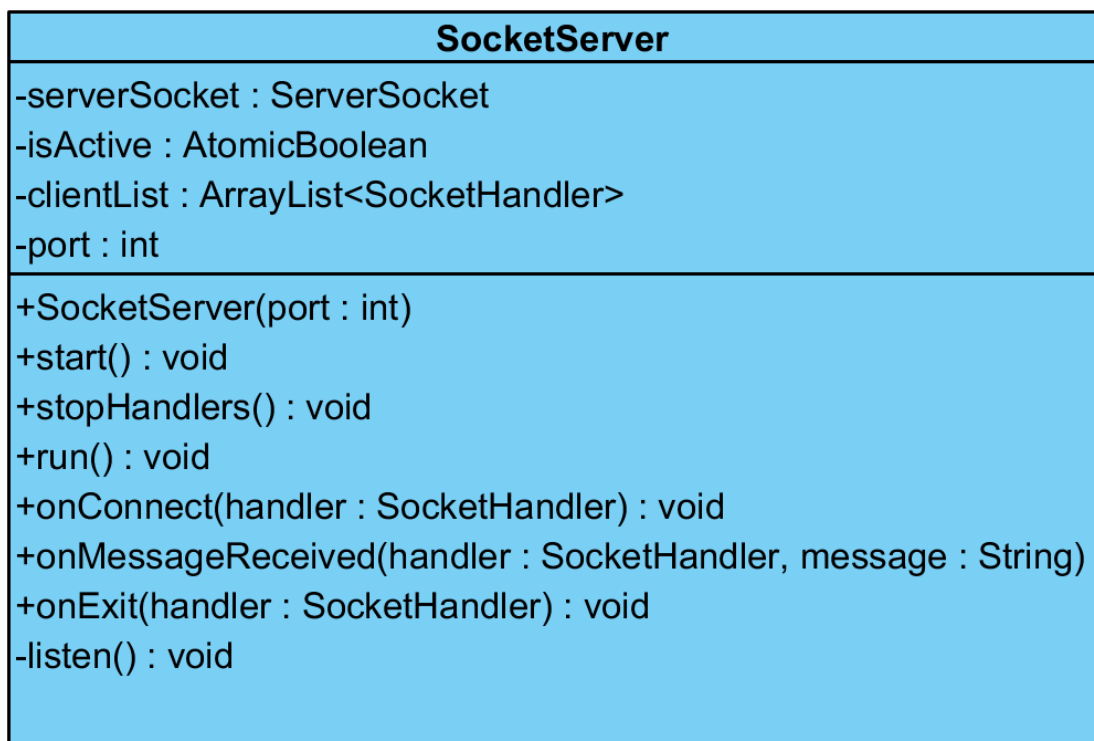 SocketServer
-serverSocket : ServerSocket
-isActive : AtomicBoolean
-clientList : ArrayList<SocketHandler>
-port : int
+SocketServer(port : int)
+start() : void
+stopHandlers() : void
+run() : void
+onConnect(handler : SocketHandler) : void
+onMessageReceived(handler : SocketHandler, message : String)
+onExit(handler : SocketHandler) : void
-listen() : void